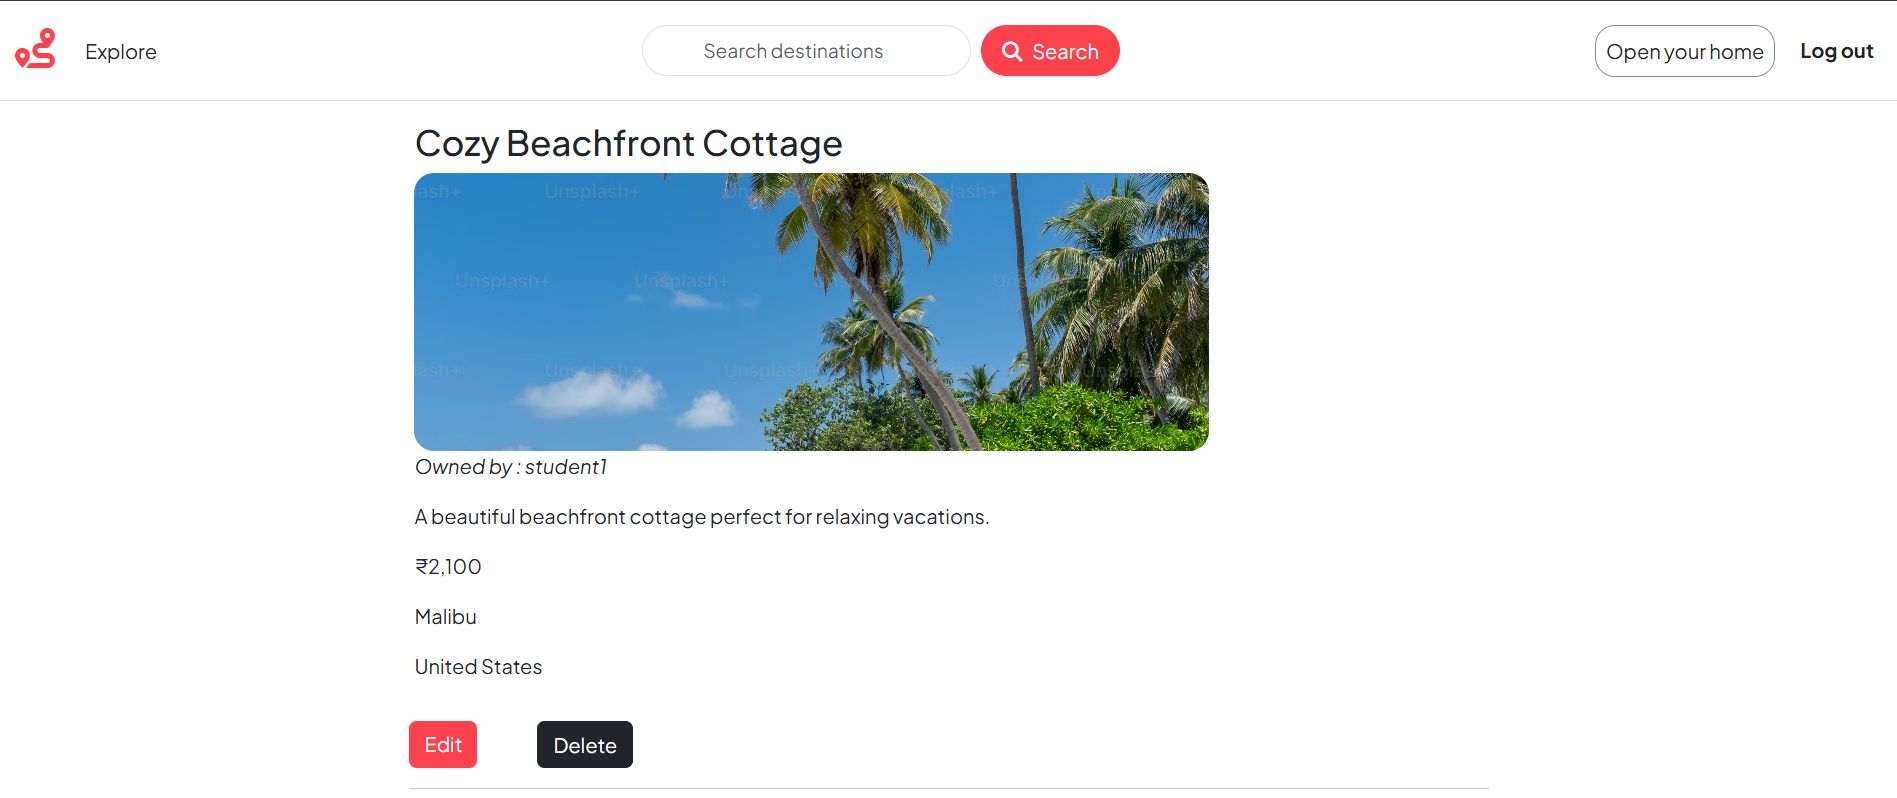 Explore
Search destinations
Search
Open your home
Log out
Cozy Beachfront Cottage
Unsplash+ Unsplash+
Unsplash+ Unsplash+
Unsplash+ Unsplash+
Owned by : student1
A beautiful beachfront cottage perfect for relaxing vacations.
₹2,100
Malibu
United States
Edit
Delete